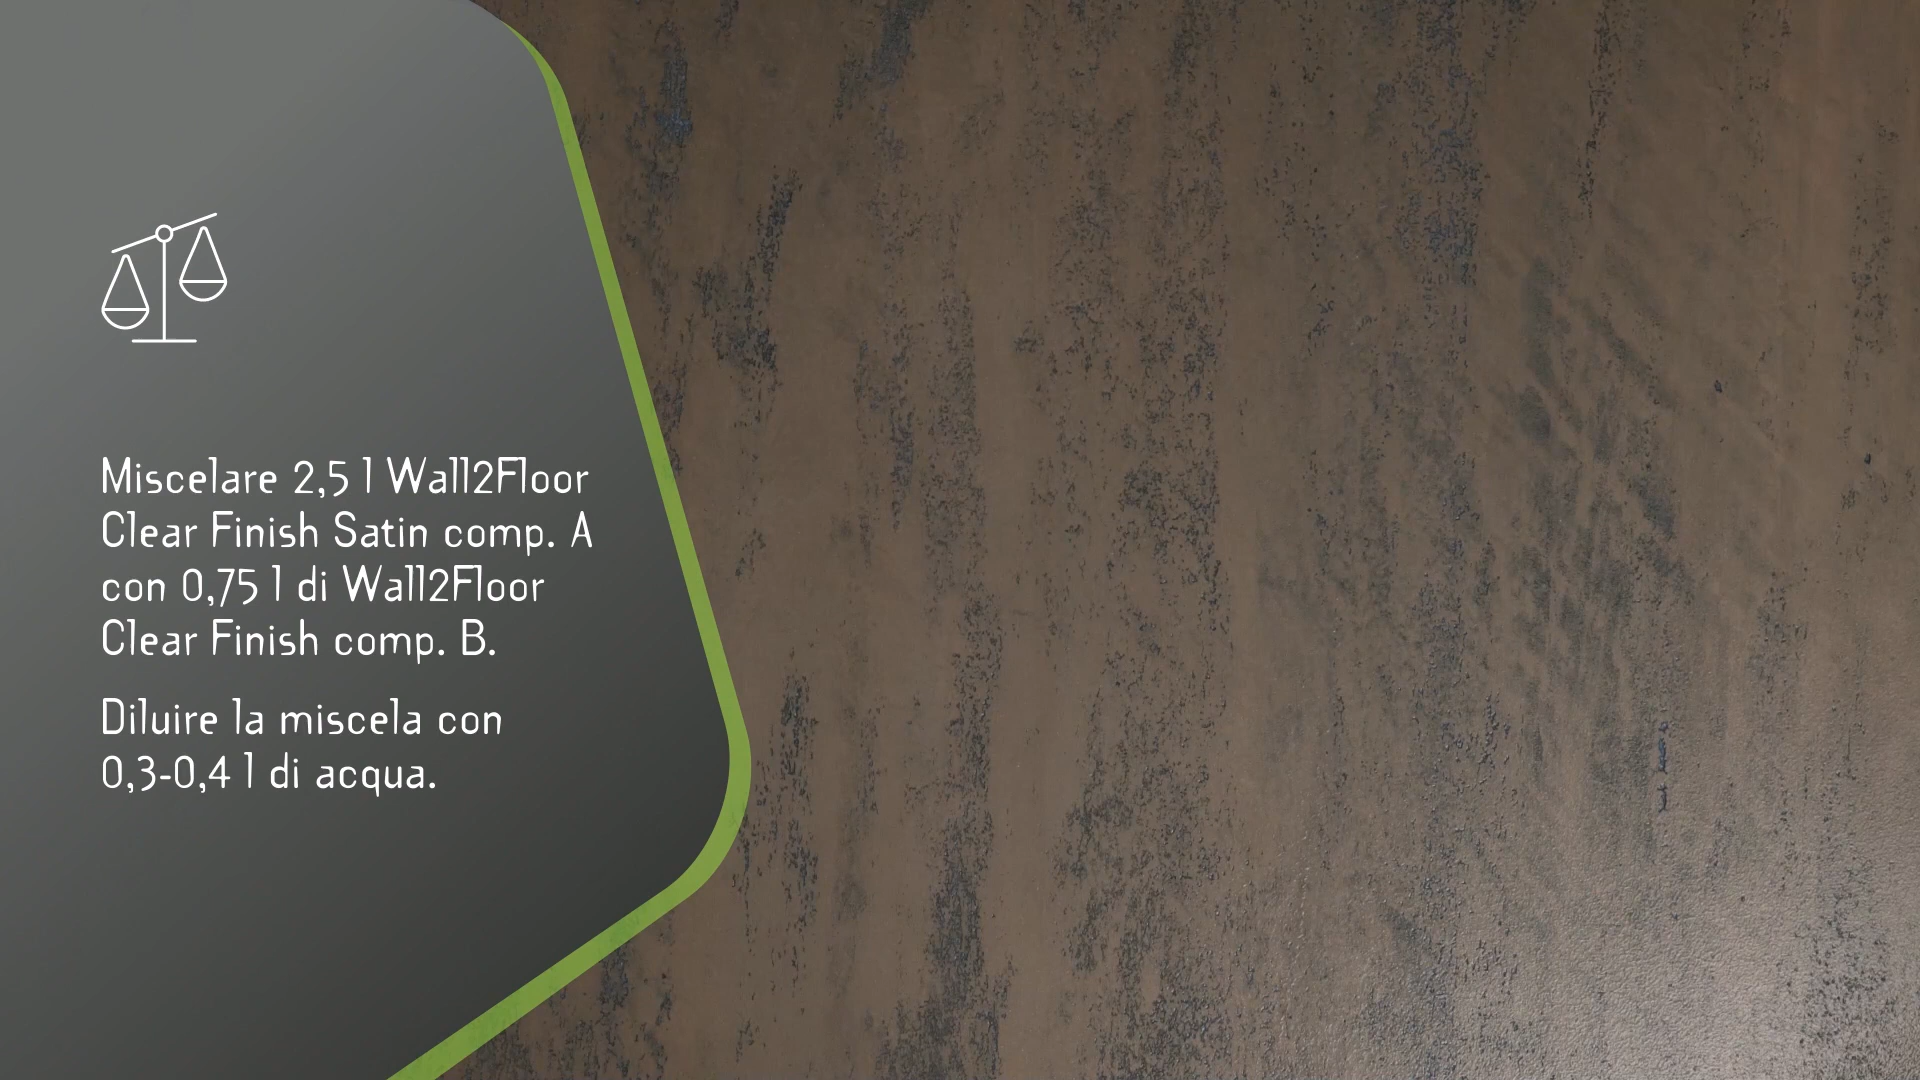 Miscelare 2,5 l Wall2Floor
Clear Finish Satin comp. A
con 0,75 l di Wall2Floor
Clear Finish comp. B.
Diluire la miscela con
0,3-0,4 l di acqua.